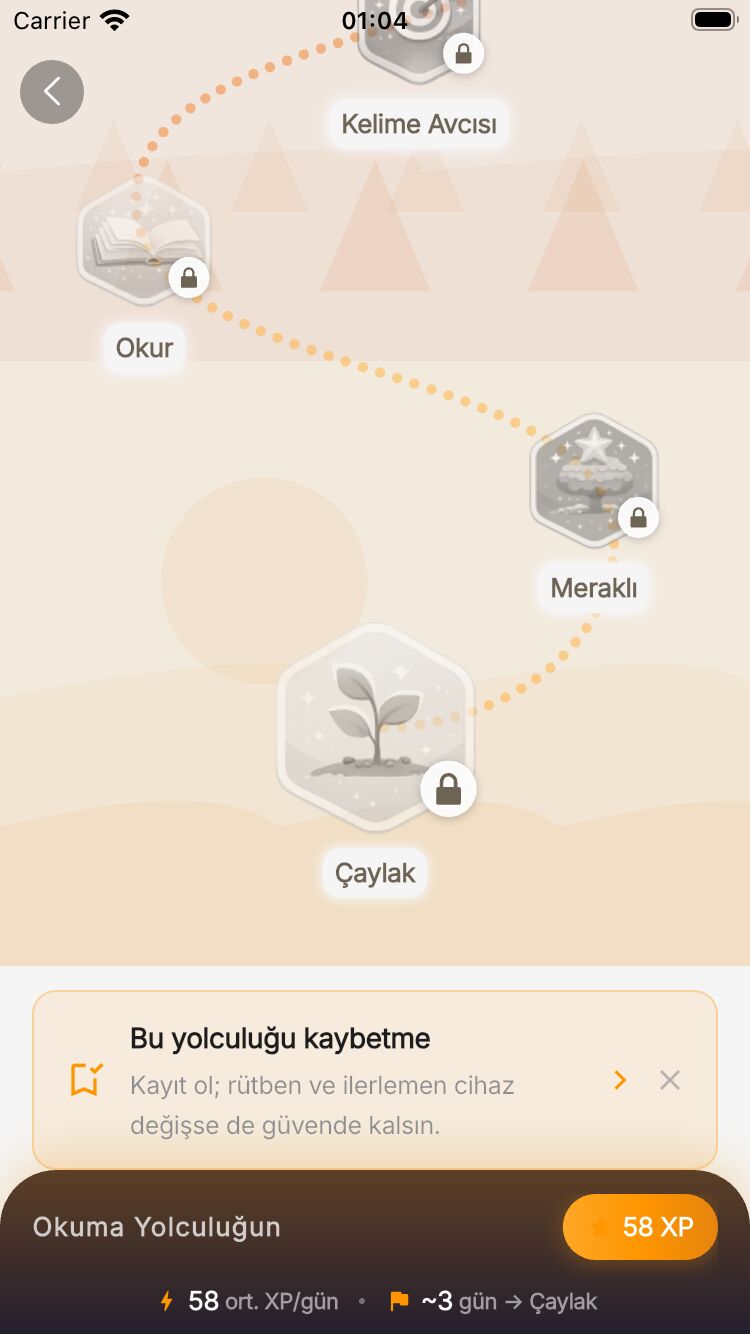 Carrier 01:04
Kelime Avcısı
Okur
Meraklı
Çaylak
Bu yolculuğu kaybetme
Kayıt ol; rütben ve ilerlemen cihaz
değişse de güvende kalsın.
Okuma Yolculuğun 58 XP
58 ort. XP/gün • ~3 gün → Çaylak